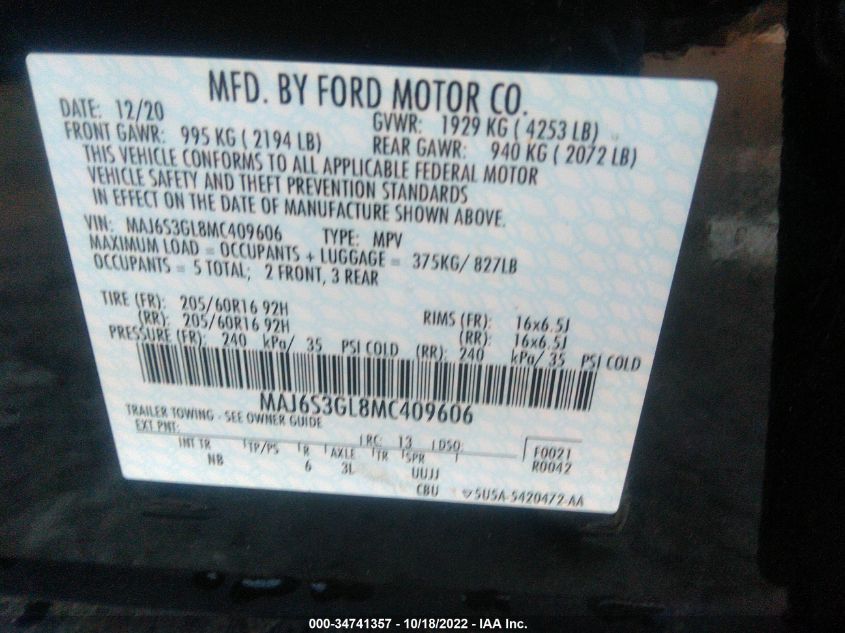 MFD. BY FORD MOTOR CO.
DATE: 12/20 GVWR: 1929 KG ( 4253 LB)
FRONT GAWR: 995 KG ( 2194 LB) REAR GAWR: 940 KG ( 2072 LB)
THIS VEHICLE CONFORMS TO ALL APPLICABLE FEDERAL MOTOR
VEHICLE SAFETY AND THEFT PREVENTION STANDARDS
IN EFFECT ON THE DATE OF MANUFACTURE SHOWN ABOVE.
VIN: MAJ6S3GL8MC409606 TYPE: MPV
MAXIMUM LOAD = OCCUPANTS + LUGGAGE = 375KG/ 827LB
OCCUPANTS = 5 TOTAL; 2 FRONT, 3 REAR
TIRE (FR): 205/60R16 92H RIMS (FR): 16x6.5J
(RR): 205/60R16 92H (RR): 16x6.5J
PRESSURE (FR): 240 kPa/ 35 PSI COLD (RR): 240 kPa/ 35 PSI COLD
MAJ6S3GL8MC409606
TRAILER TOWING - SEE OWNER GUIDE
EXT PNT: RC: 13 DSO: F0021
INT TR TP/PS R AXLE TR SPR R0042
NB 6 3L UUJJ
CBU 5U5A-5420472-AA
000-34741357 - 10/18/2022 - IAA Inc.